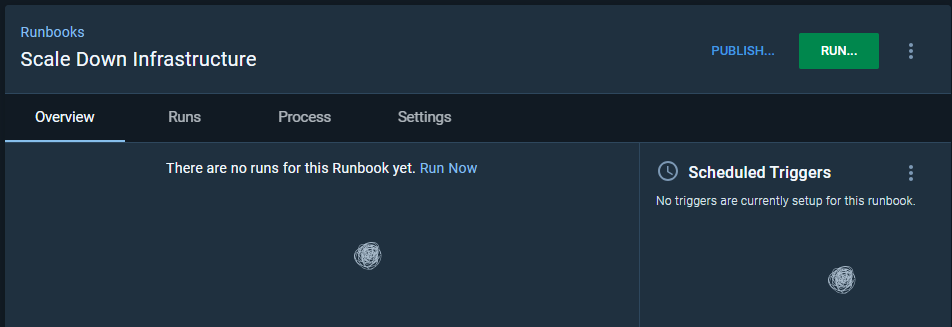 Runbooks
Scale Down Infrastructure
PUBLISH...
RUN...
Overview
Runs
Process
Settings
There are no runs for this Runbook yet. Run Now
Scheduled Triggers
No triggers are currently setup for this runbook.